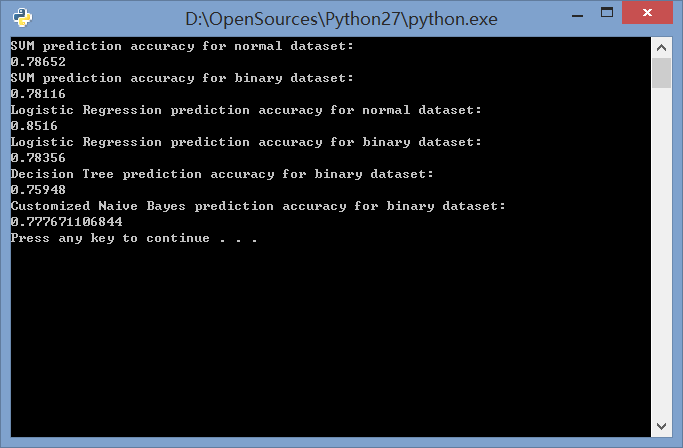 D:\OpenSources\Python27\python.exe
SVM prediction accuracy for normal dataset:
0.78652
SVM prediction accuracy for binary dataset:
0.78116
Logistic Regression prediction accuracy for normal dataset:
0.8516
Logistic Regression prediction accuracy for binary dataset:
0.78356
Decision Tree prediction accuracy for binary dataset:
0.75948
Customized Naive Bayes prediction accuracy for binary dataset:
0.777671106844
Press any key to continue . . .